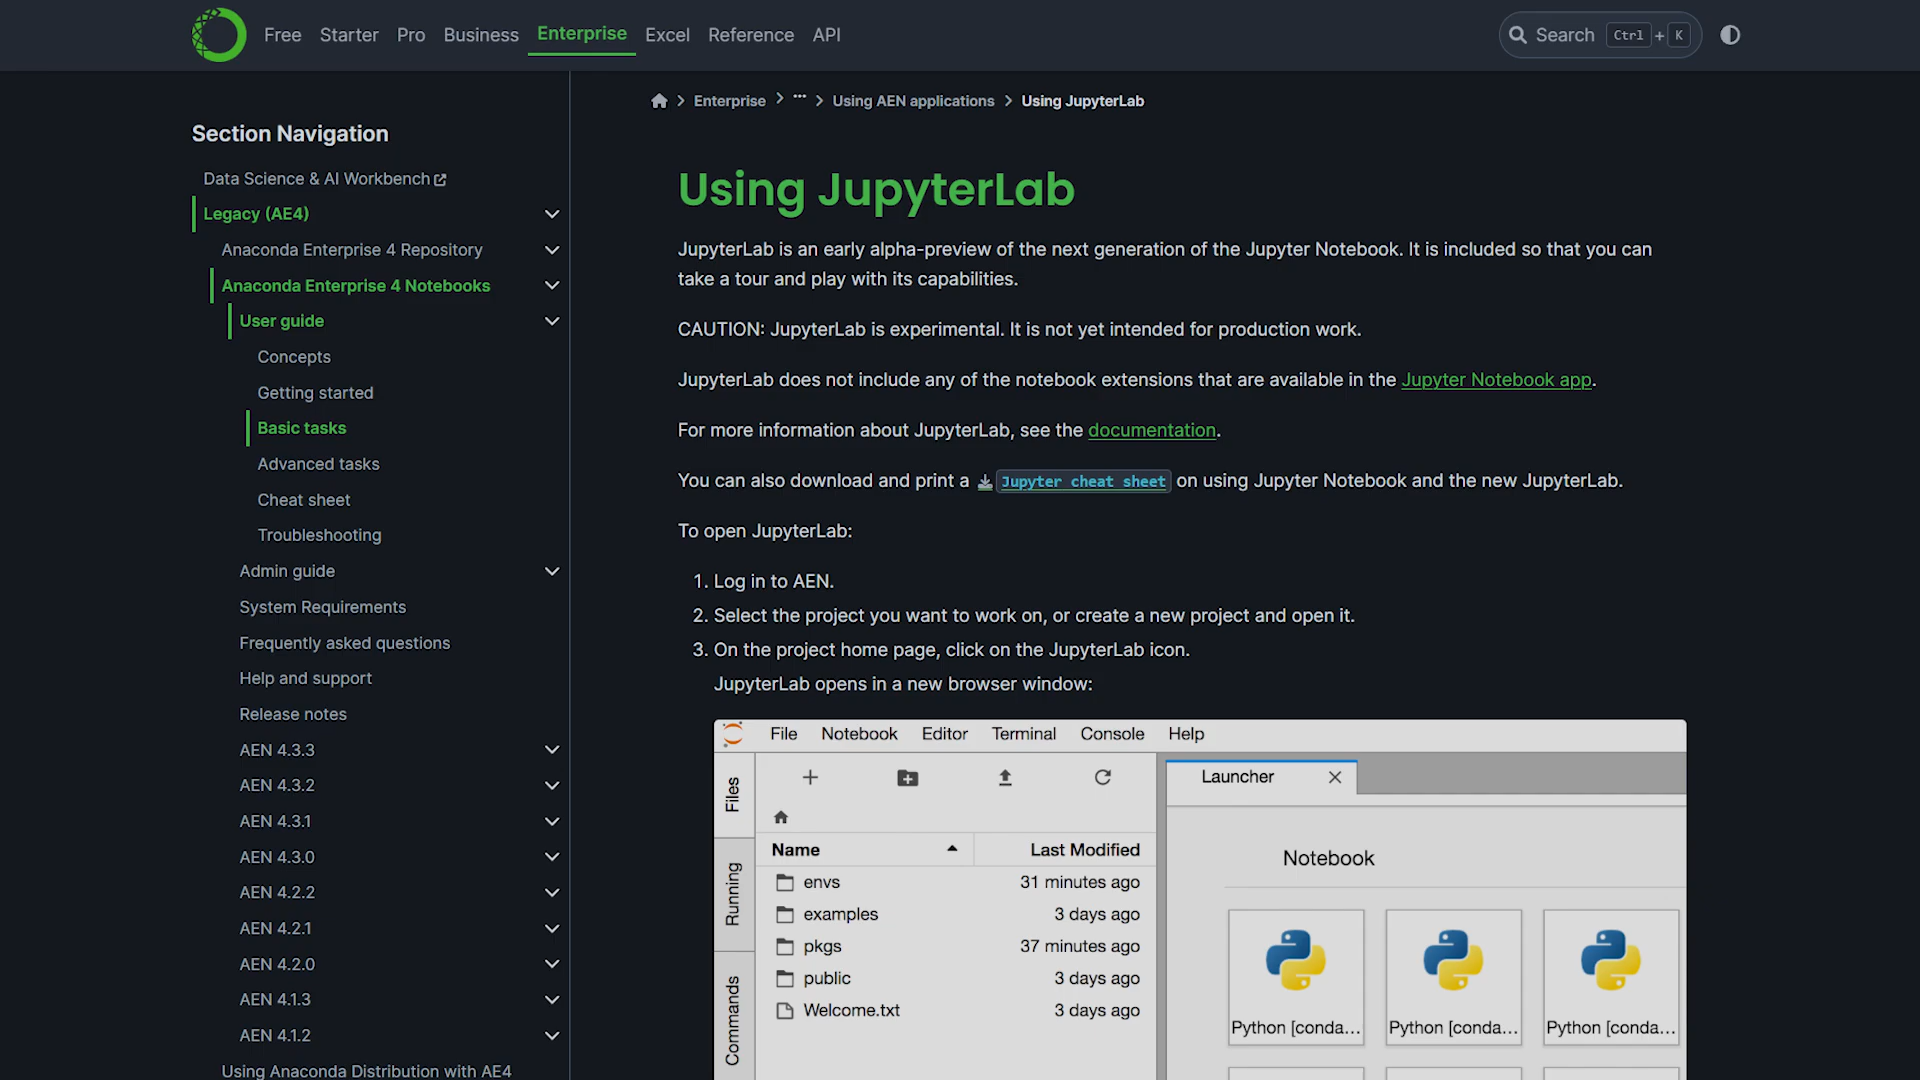 Free Starter Pro Business Enterprise Excel Reference API
Search Ctrl + K
Section Navigation
Data Science & AI Workbench
Legacy (AE4)
Anaconda Enterprise 4 Repository
Anaconda Enterprise 4 Notebooks
User guide
Concepts
Getting started
Basic tasks
Advanced tasks
Cheat sheet
Troubleshooting
Admin guide
System Requirements
Frequently asked questions
Help and support
Release notes
AEN 4.3.3
AEN 4.3.2
AEN 4.3.1
AEN 4.3.0
AEN 4.2.2
AEN 4.2.1
AEN 4.2.0
AEN 4.1.3
AEN 4.1.2
Using Anaconda Distribution with AE4
Enterprise ... Using AEN applications Using JupyterLab
Using JupyterLab
JupyterLab is an early alpha-preview of the next generation of the Jupyter Notebook. It is included so that you can
take a tour and play with its capabilities.
CAUTION: JupyterLab is experimental. It is not yet intended for production work.
JupyterLab does not include any of the notebook extensions that are available in the Jupyter Notebook app.
For more information about JupyterLab, see the documentation.
You can also download and print a Jupyter cheat sheet on using Jupyter Notebook and the new JupyterLab.
To open JupyterLab:
1. Log in to AEN.
2. Select the project you want to work on, or create a new project and open it.
3. On the project home page, click on the JupyterLab icon.
JupyterLab opens in a new browser window:
File Notebook Editor Terminal Console Help
Files
Running
Commands
Name Last Modified
envs 31 minutes ago
examples 3 days ago
pkgs 37 minutes ago
public 3 days ago
Welcome.txt 3 days ago
Launcher
Notebook
Python [conda... Python [conda... Python [conda...